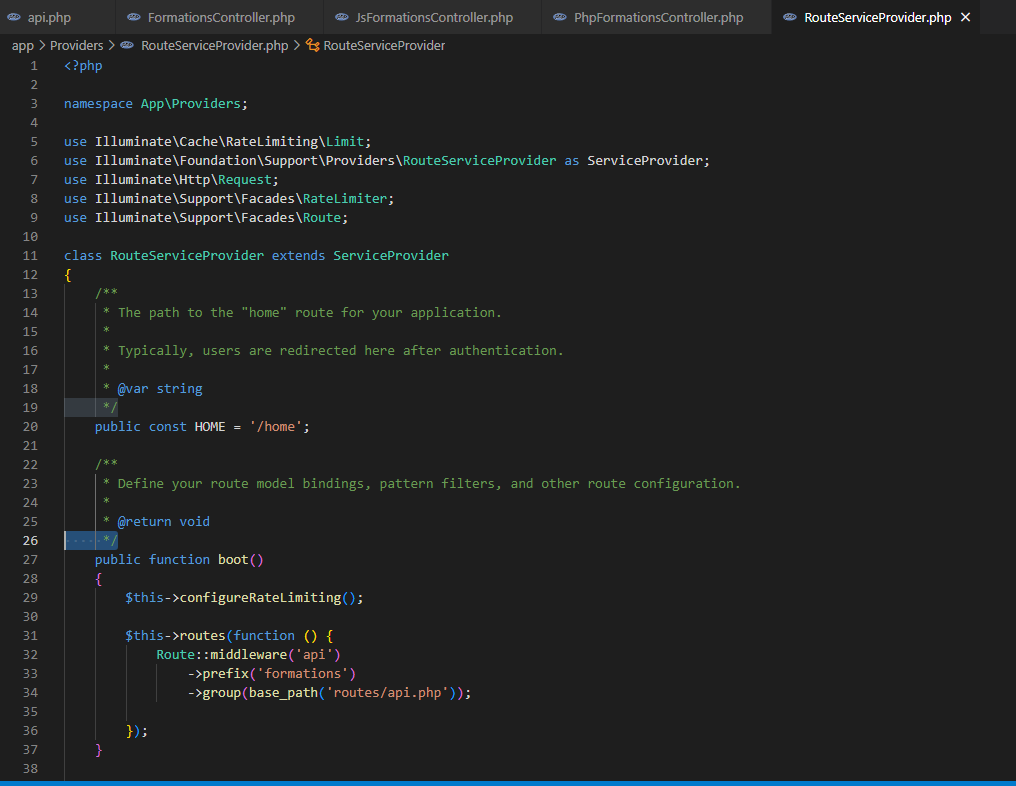 api.php FormationsController.php JsFormationsController.php PhpFormationsController.php RouteServiceProvider.php ×
app > Providers > RouteServiceProvider.php > RouteServiceProvider
1 <?php
2
3 namespace App\Providers;
4
5 use Illuminate\Cache\RateLimiting\Limit;
6 use Illuminate\Foundation\Support\Providers\RouteServiceProvider as ServiceProvider;
7 use Illuminate\Http\Request;
8 use Illuminate\Support\Facades\RateLimiter;
9 use Illuminate\Support\Facades\Route;
10
11 class RouteServiceProvider extends ServiceProvider
12 {
13     /**
14      * The path to the "home" route for your application.
15      *
16      * Typically, users are redirected here after authentication.
17      *
18      * @var string
19      */
20     public const HOME = '/home';
21
22     /**
23      * Define your route model bindings, pattern filters, and other route configuration.
24      *
25      * @return void
26 ·····*/
27     public function boot()
28     {
29         $this->configureRateLimiting();
30
31         $this->routes(function () {
32             Route::middleware('api')
33                 ->prefix('formations')
34                 ->group(base_path('routes/api.php'));
35
36         });
37     }
38